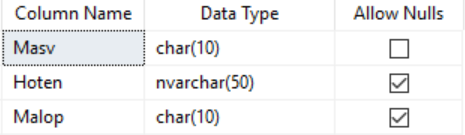 Column Name Data Type Allow Nulls
Masv char(10)
Hoten nvarchar(50)
Malop char(10)